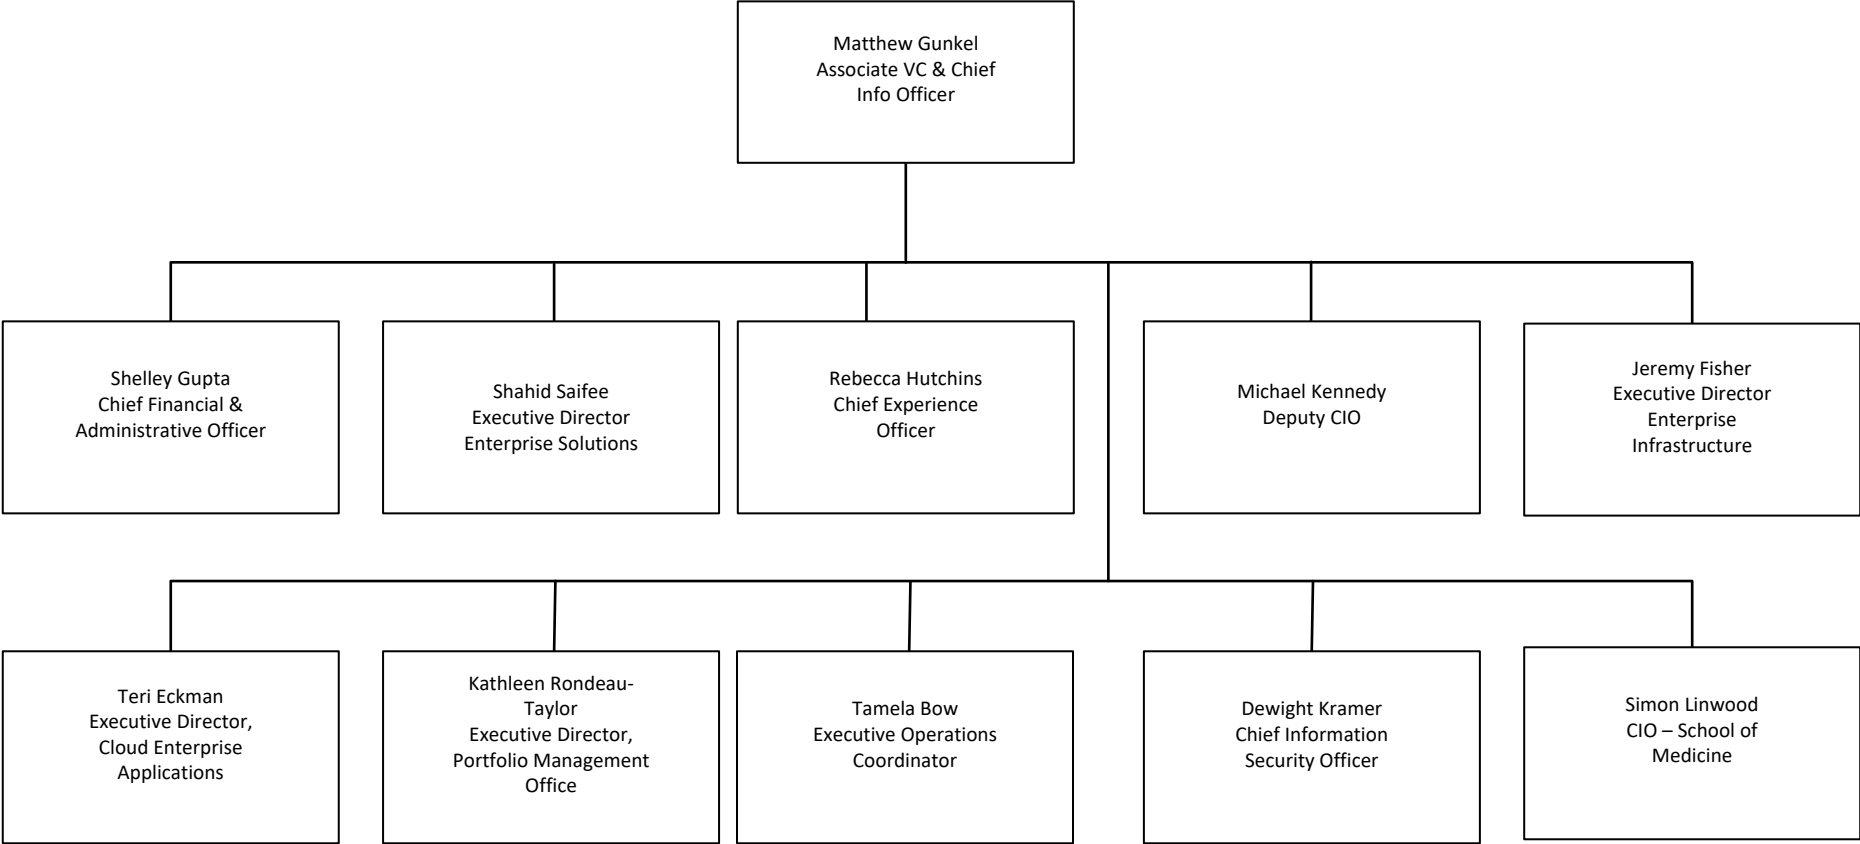 Matthew Gunkel
Associate VC & Chief
Info Officer
Shelley Gupta
Chief Financial &
Administrative Officer
Shahid Saifee
Executive Director
Enterprise Solutions
Rebecca Hutchins
Chief Experience
Officer
Michael Kennedy
Deputy CIO
Jeremy Fisher
Executive Director
Enterprise
Infrastructure
Teri Eckman
Executive Director,
Cloud Enterprise
Applications
Kathleen Rondeau-
Taylor
Executive Director,
Portfolio Management
Office
Tamela Bow
Executive Operations
Coordinator
Dewight Kramer
Chief Information
Security Officer
Simon Linwood
CIO – School of
Medicine